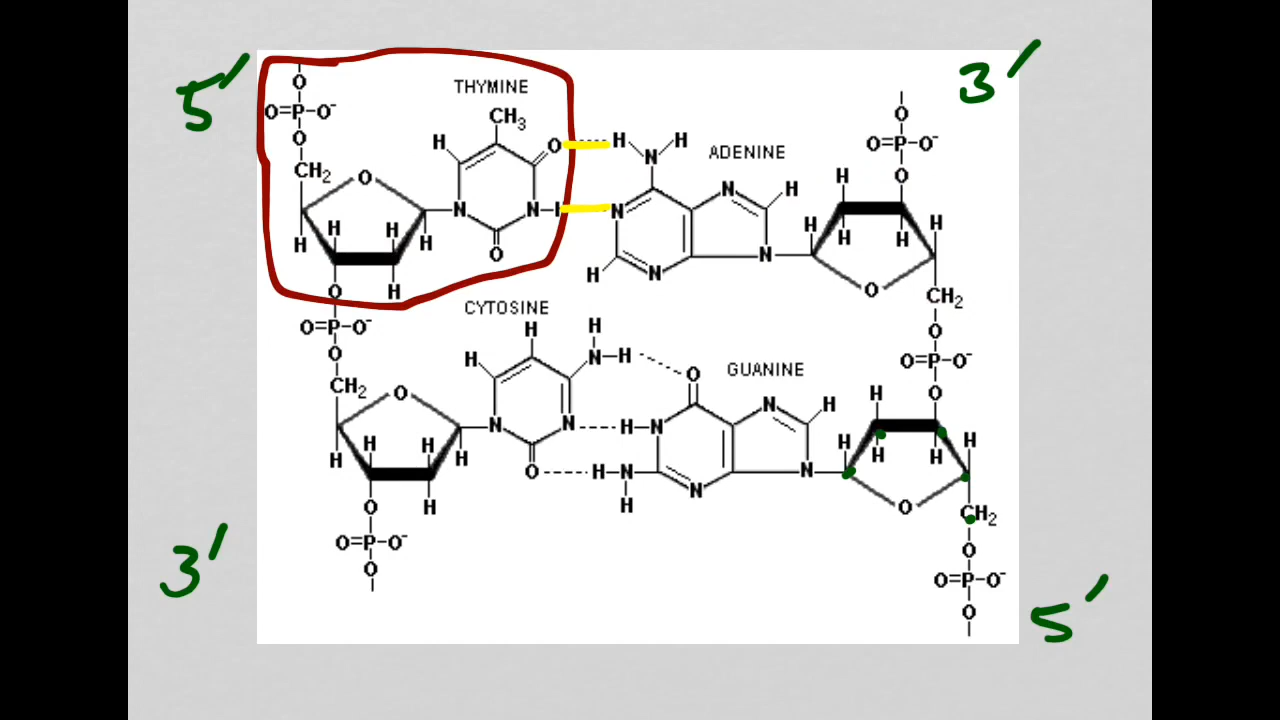 5'
3'
O
O=P-O⁻
O
CH₂
O
H
H
H
H
H
THYMINE
CH₃
H
O
N
N
H
O
H
H
N
ADENINE
N
N
H
N
N
H
O
O=P-O⁻
O
H
H
H
H
H
O
CH₂
O
O=P-O⁻
O
O
O=P-O⁻
O
CH₂
O
H
H
H
H
H
CYTOSINE
H
H
H
N-H
N
N
O
O
GUANINE
H-N
N
H
H-N
H
N
N
H
H
H
H
H
O
CH₂
O
O=P-O⁻
O
O
O=P-O⁻
O
3'
5'